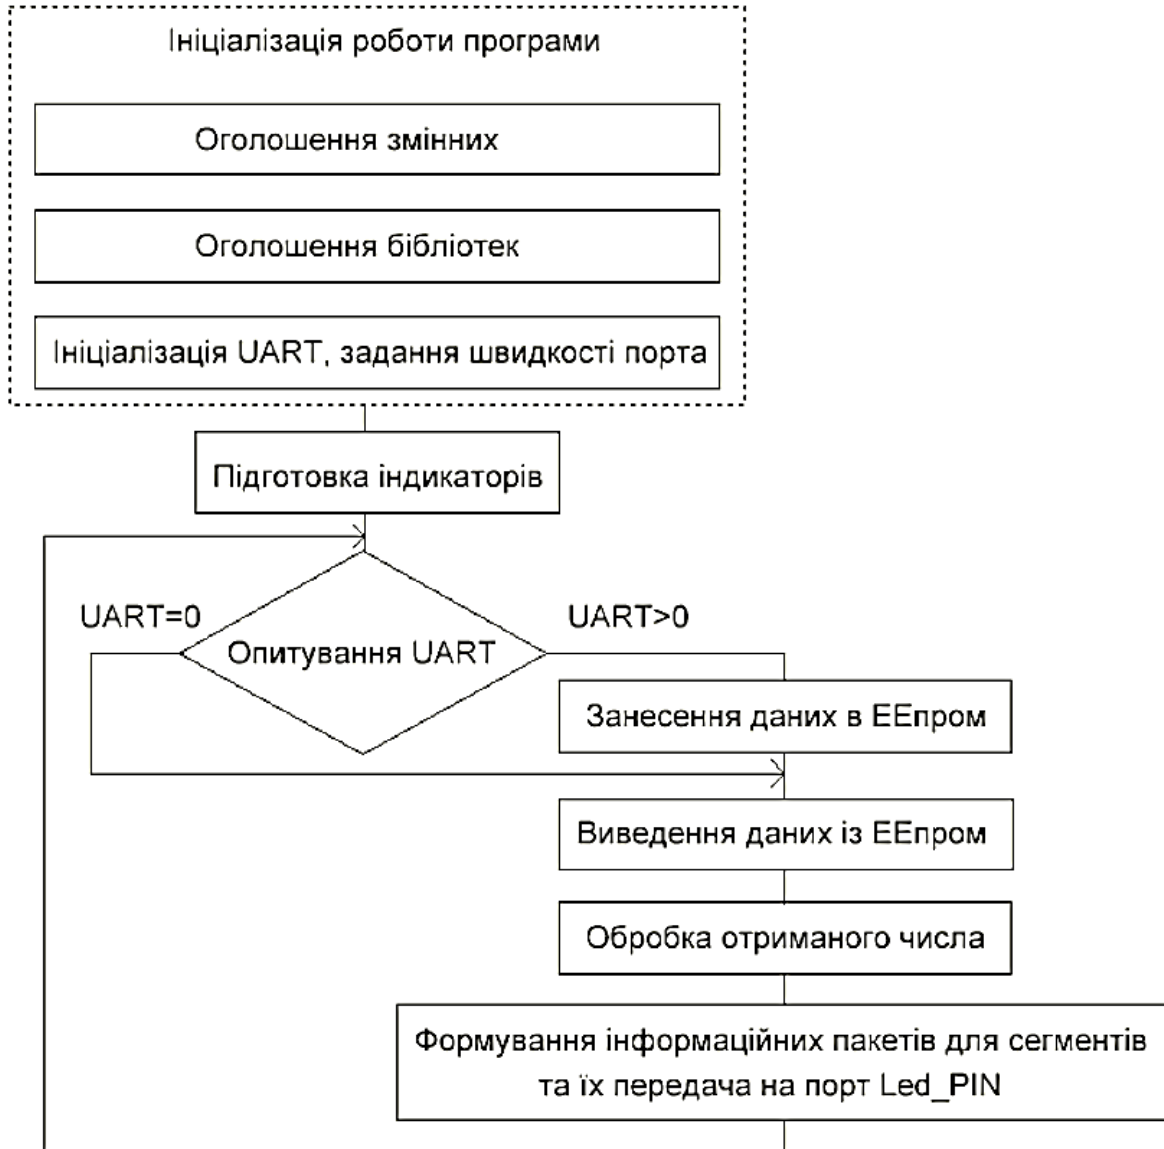 Ініціалізація роботи програми
Оголошення змінних
Оголошення бібліотек
Ініціалізація UART, задання швидкості порта
Підготовка індикаторів
UART=0
UART>0
Опитування UART
Занесення даних в ЕЕпром
Виведення даних із ЕЕпром
Обробка отриманого числа
Формування інформаційних пакетів для сегментів
та їх передача на порт Led_PIN